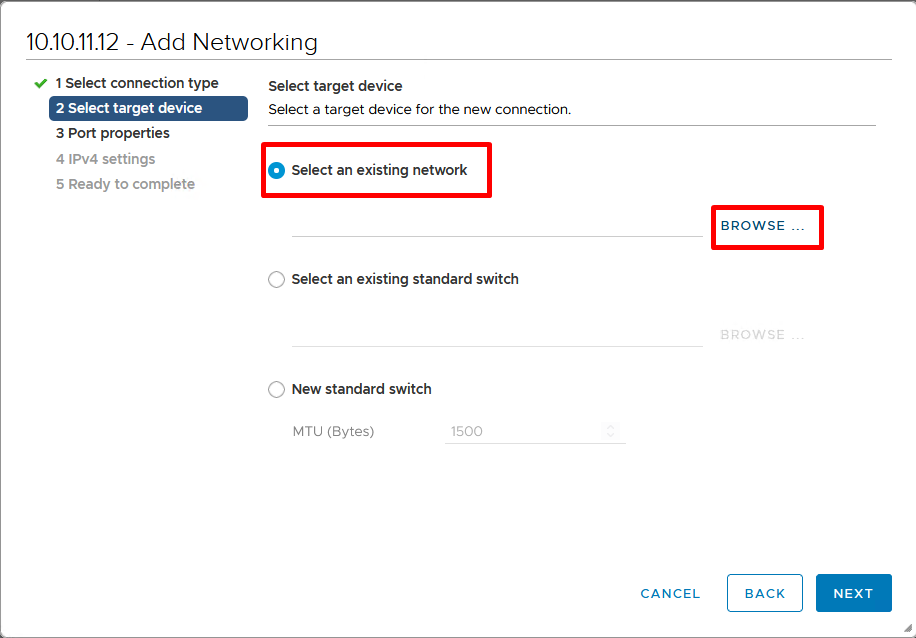 10.10.11.12 - Add Networking
1 Select connection type
2 Select target device
3 Port properties
4 IPv4 settings
5 Ready to complete
Select target device
Select a target device for the new connection.
Select an existing network
BROWSE ...
Select an existing standard switch
BROWSE ...
New standard switch
MTU (Bytes) 1500
CANCEL BACK NEXT